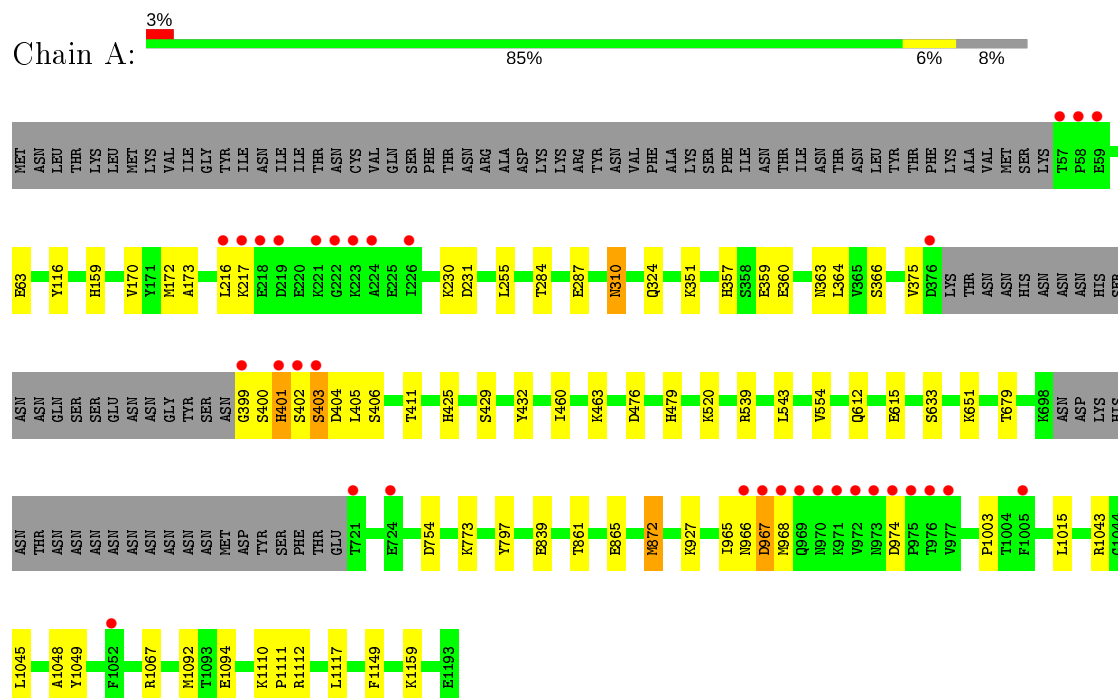 3%
Chain A:
85% 6% 8%
MET ASN LEU THR LYS LEU MET LYS VAL ILE GLY TYR ILE ASN ILE ILE THR ASN CYS VAL GLN SER PHE THR ASN ARG ALA ASP LYS LYS ARG TYR ASN VAL PHE ALA LYS SER PHE ILE ASN THR ILE ASN THR ASN LEU TYR THR PHE LYS ALA VAL MET SER LYS T57 P58 E59
E63 Y116 H159 V170 Y171 M172 A173 L216 K217 E218 D219 E220 K221 G222 K223 A224 E225 I226 K230 D231 L255 T284 E287 N310 Q324 K351 H357 S358 E359 E360 N363 L364 V365 S366 V375 D376 LYS THR ASN ASN HIS ASN ASN ASN HIS SER
ASN ASN GLN SER SER GLU ASN ASN GLY TYR SER ASN G399 S400 H401 S402 S403 D404 L405 S406 T411 H425 S429 Y432 I460 K463 D476 H479 K520 R539 L543 V554 Q612 E615 S633 K651 T679 K698 ASN ASP LYS HIS
ASN THR ASN ASN ASN ASN ASN ASN ASN ASN ASN MET ASP TYR SER PHE THR GLU T721 E724 D754 K773 Y797 E839 T861 E865 M872 K927 I965 N966 D967 M968 Q969 N970 K971 V972 N973 D974 P975 T976 V977 P1003 T1004 F1005 L1015 R1043 G1044
L1045 A1048 Y1049 F1052 R1067 M1092 T1093 E1094 K1110 P1111 R1112 L1117 F1149 K1159 E1193